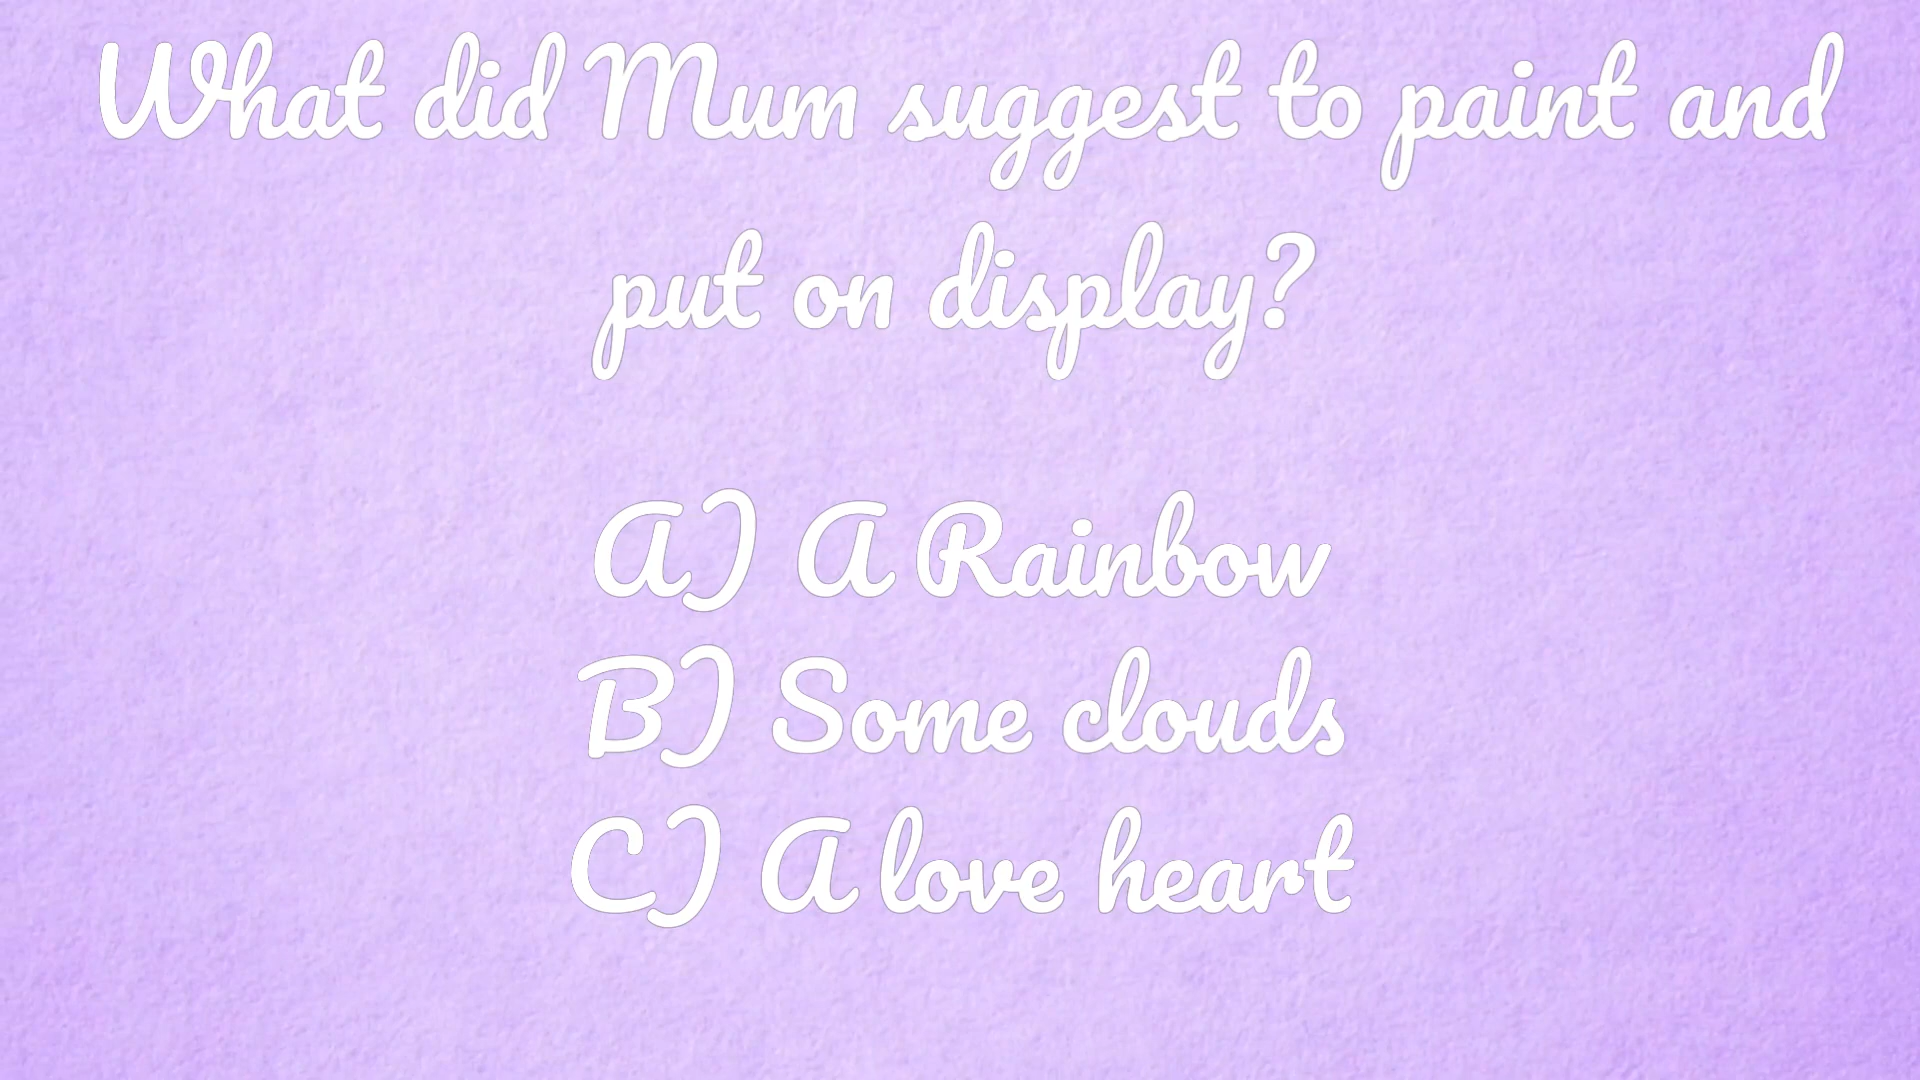 What did Mum suggest to paint and
put on display?
A) A Rainbow
B) Some clouds
C) A love heart